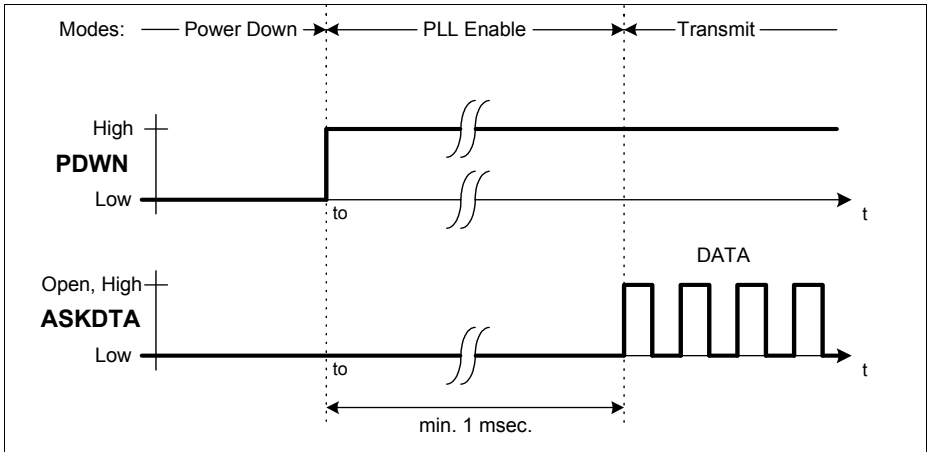 Modes: Power Down PLL Enable Transmit
High
PDWN
Low
to
t
DATA
Open, High
ASKDTA
Low
to
t
min. 1 msec.